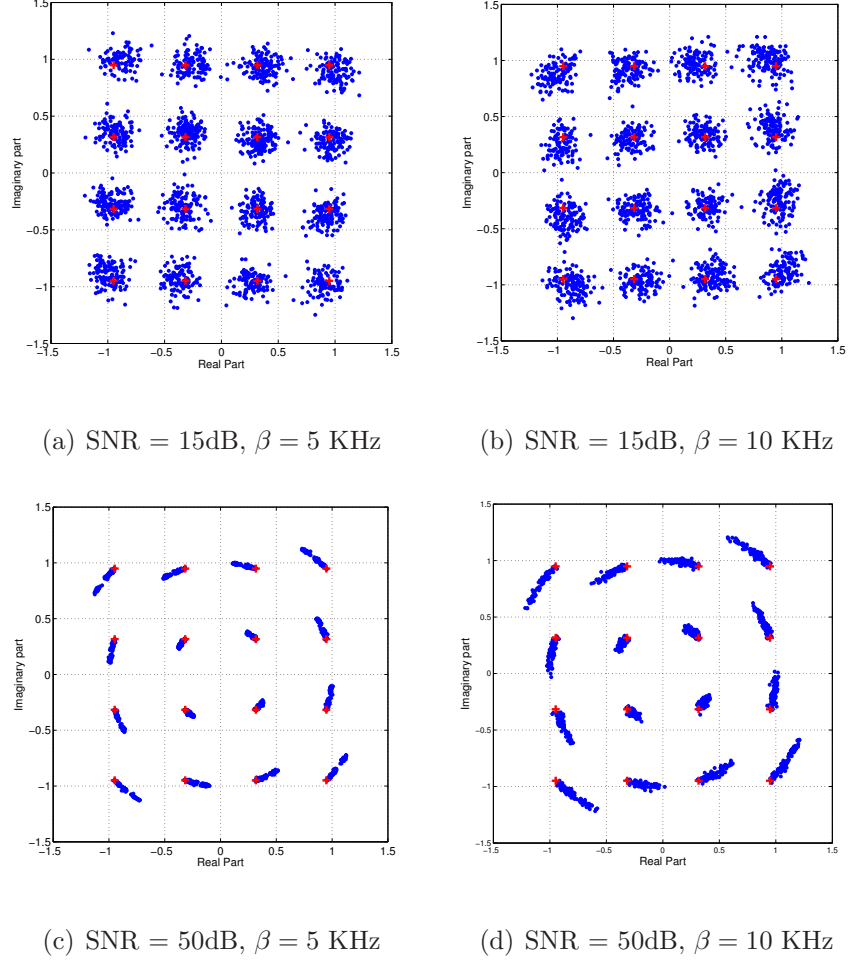 1.5
1
0.5
0
−0.5
−1
−1.5
Imaginary part
−1.5 −1 −0.5 0 0.5 1 1.5
Real Part
1.5
1
0.5
0
−0.5
−1
−1.5
Imaginary part
−1.5 −1 −0.5 0 0.5 1 1.5
Real Part
(a) SNR = 15dB, β = 5 KHz
(b) SNR = 15dB, β = 10 KHz
1.5
1
0.5
0
−0.5
−1
−1.5
Imaginary part
−1.5 −1 −0.5 0 0.5 1 1.5
Real Part
1.5
1
0.5
0
−0.5
−1
−1.5
Imaginary part
−1.5 −1 −0.5 0 0.5 1 1.5
Real Part
(c) SNR = 50dB, β = 5 KHz
(d) SNR = 50dB, β = 10 KHz